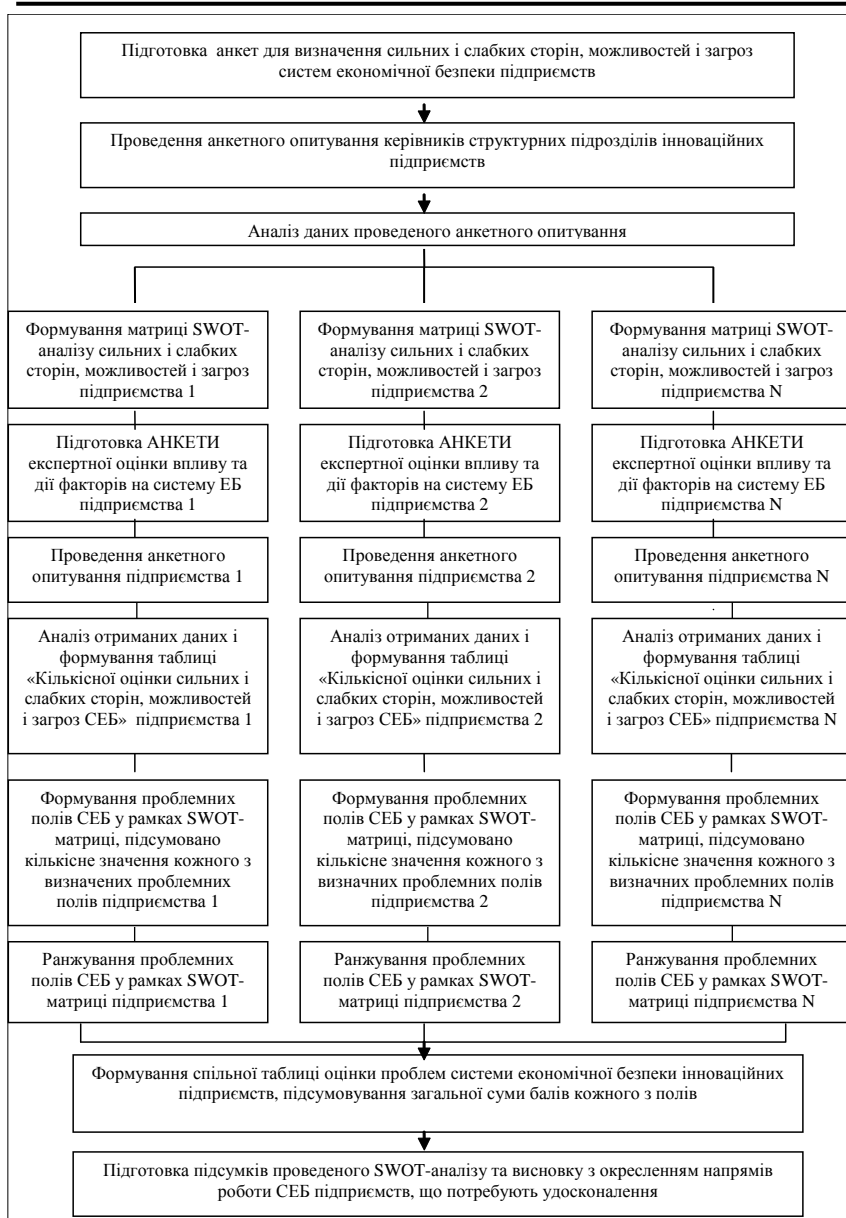 Підготовка анкет для визначення сильних і слабких сторін, можливостей і загроз
систем економічної безпеки підприємств
Проведення анкетного опитування керівників структурних підрозділів інноваційних
підприємств
Аналіз даних проведеного анкетного опитування
Формування матриці SWOT-
аналізу сильних і слабких
сторін, можливостей і загроз
підприємства 1
Формування матриці SWOT-
аналізу сильних і слабких
сторін, можливостей і загроз
підприємства 2
Формування матриці SWOT-
аналізу сильних і слабких
сторін, можливостей і загроз
підприємства N
Підготовка АНКЕТИ
експертної оцінки впливу та
дії факторів на систему ЕБ
підприємства 1
Підготовка АНКЕТИ
експертної оцінки впливу та
дії факторів на систему ЕБ
підприємства 2
Підготовка АНКЕТИ
експертної оцінки впливу та
дії факторів на систему ЕБ
підприємства N
Проведення анкетного
опитування підприємства 1
Проведення анкетного
опитування підприємства 2
Проведення анкетного
опитування підприємства N
Аналіз отриманих даних і
формування таблиці
«Кількісної оцінки сильних і
слабких сторін, можливостей
і загроз СЕБ» підприємства 1
Аналіз отриманих даних і
формування таблиці
«Кількісної оцінки сильних і
слабких сторін, можливостей
і загроз СЕБ» підприємства 2
Аналіз отриманих даних і
формування таблиці
«Кількісної оцінки сильних і
слабких сторін, можливостей
і загроз СЕБ» підприємства N
Формування проблемних
полів СЕБ у рамках SWOT-
матриці, підсумовано
кількісне значення кожного з
визначених проблемних
полів підприємства 1
Формування проблемних
полів СЕБ у рамках SWOT-
матриці, підсумовано
кількісне значення кожного з
визначних проблемних полів
підприємства 2
Формування проблемних
полів СЕБ у рамках SWOT-
матриці, підсумовано
кількісне значення кожного з
визначних проблемних полів
підприємства N
Ранжування проблемних
полів СЕБ у рамках SWOT-
матриці підприємства 1
Ранжування проблемних
полів СЕБ у рамках SWOT-
матриці підприємства 2
Ранжування проблемних
полів СЕБ у рамках SWOT-
матриці підприємства N
Формування спільної таблиці оцінки проблем системи економічної безпеки інноваційних
підприємств, підсумовування загальної суми балів кожного з полів
Підготовка підсумків проведеного SWOT-аналізу та висновку з окресленням напрямів
роботи СЕБ підприємств, що потребують удосконалення